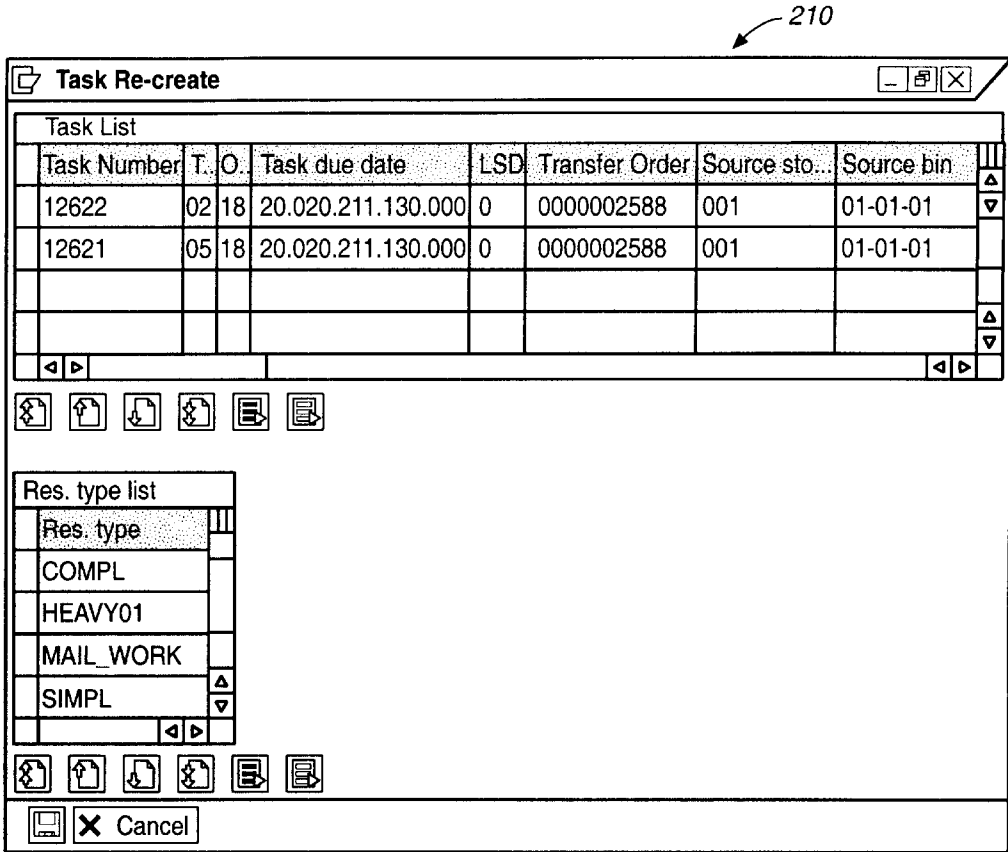 210
Task Re-create
Task List
Task Number T.. O.. Task due date LSD Transfer Order Source sto... Source bin
12622 02 18 20.020.211.130.000 0 0000002588 001 01-01-01
12621 05 18 20.020.211.130.000 0 0000002588 001 01-01-01
Res. type list
Res. type
COMPL
HEAVY01
MAIL_WORK
SIMPL
Cancel